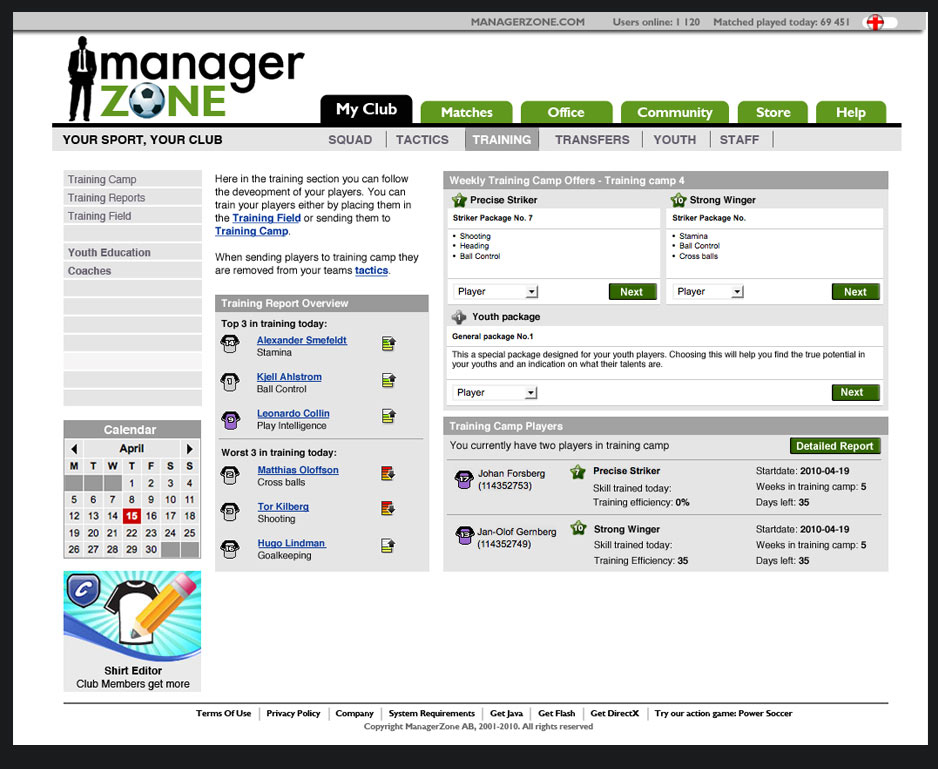 MANAGERZONE.COM Users online: 1 120 Matched played today: 69 451
manager
ZONE
My Club Matches Office Community Store Help
YOUR SPORT, YOUR CLUB SQUAD TACTICS TRAINING TRANSFERS YOUTH STAFF
Training Camp
Training Reports
Training Field
Youth Education
Coaches
Calendar
April
M T W T F S S
1 2 3 4
5 6 7 8 9 10 11
12 13 14 15 16 17 18
19 20 21 22 23 24 25
26 27 28 29 30
C
Shirt Editor
Club Members get more
Here in the training section you can follow
the deveopment of your players. You can
train your players either by placing them in
the Training Field or sending them to
Training Camp.
When sending players to training camp they
are removed from your teams tactics.
Training Report Overview
Top 3 in training today:
Alexander Smefeldt
Stamina
Kjell Ahlstrom
Ball Control
Leonardo Collin
Play Intelligence
Worst 3 in training today:
Matthias Oloffson
Cross balls
Tor Kilberg
Shooting
Hugo Lindman
Goalkeeping
Weekly Training Camp Offers - Training camp 4
7 Precise Striker
Striker Package No. 7
• Shooting
• Heading
• Ball Control
Player Next
10 Strong Winger
Striker Package No.
• Stamina
• Ball Control
• Cross balls
Player Next
1 Youth package
General package No.1
This a special package designed for your youth players. Choosing this will help you find the true potential in
your youths and an indication on what their talents are.
Player Next
Training Camp Players
You currently have two players in training camp Detailed Report
Johan Forsberg
(114352753)
7 Precise Striker
Skill trained today:
Training efficiency: 0%
Startdate: 2010-04-19
Weeks in training camp: 5
Days left: 35
Jan-Olof Gernberg
(114352749)
10 Strong Winger
Skill trained today:
Training Efficiency: 35
Startdate: 2010-04-19
Weeks in training camp: 5
Days left: 35
Terms Of Use Privacy Policy Company System Requirements Get Java Get Flash Get DirectX Try our action game: Power Soccer
Copyright ManagerZone AB, 2001-2010. All rights reserved